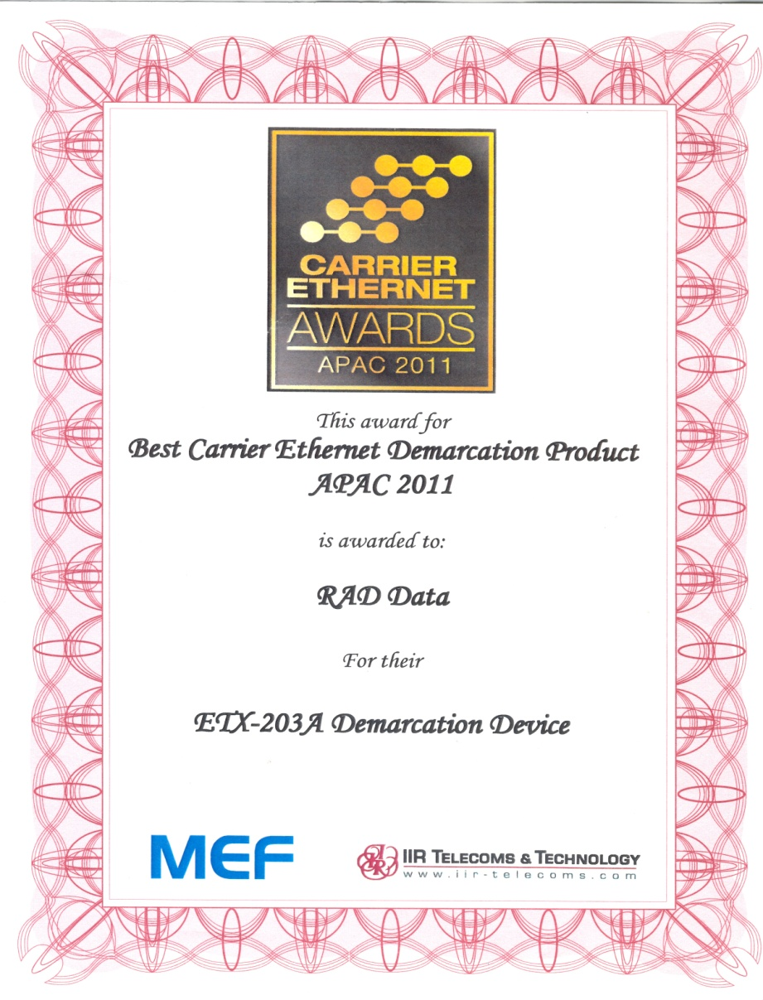 CARRIER
ETHERNET
AWARDS
APAC 2011
This award for
Best Carrier Ethernet Demarcation Product
APAC 2011
is awarded to:
RAD Data
For their
ETX-203A Demarcation Device
MEF
IIR
IIR TELECOMS & TECHNOLOGY
www.iir-telecoms.com